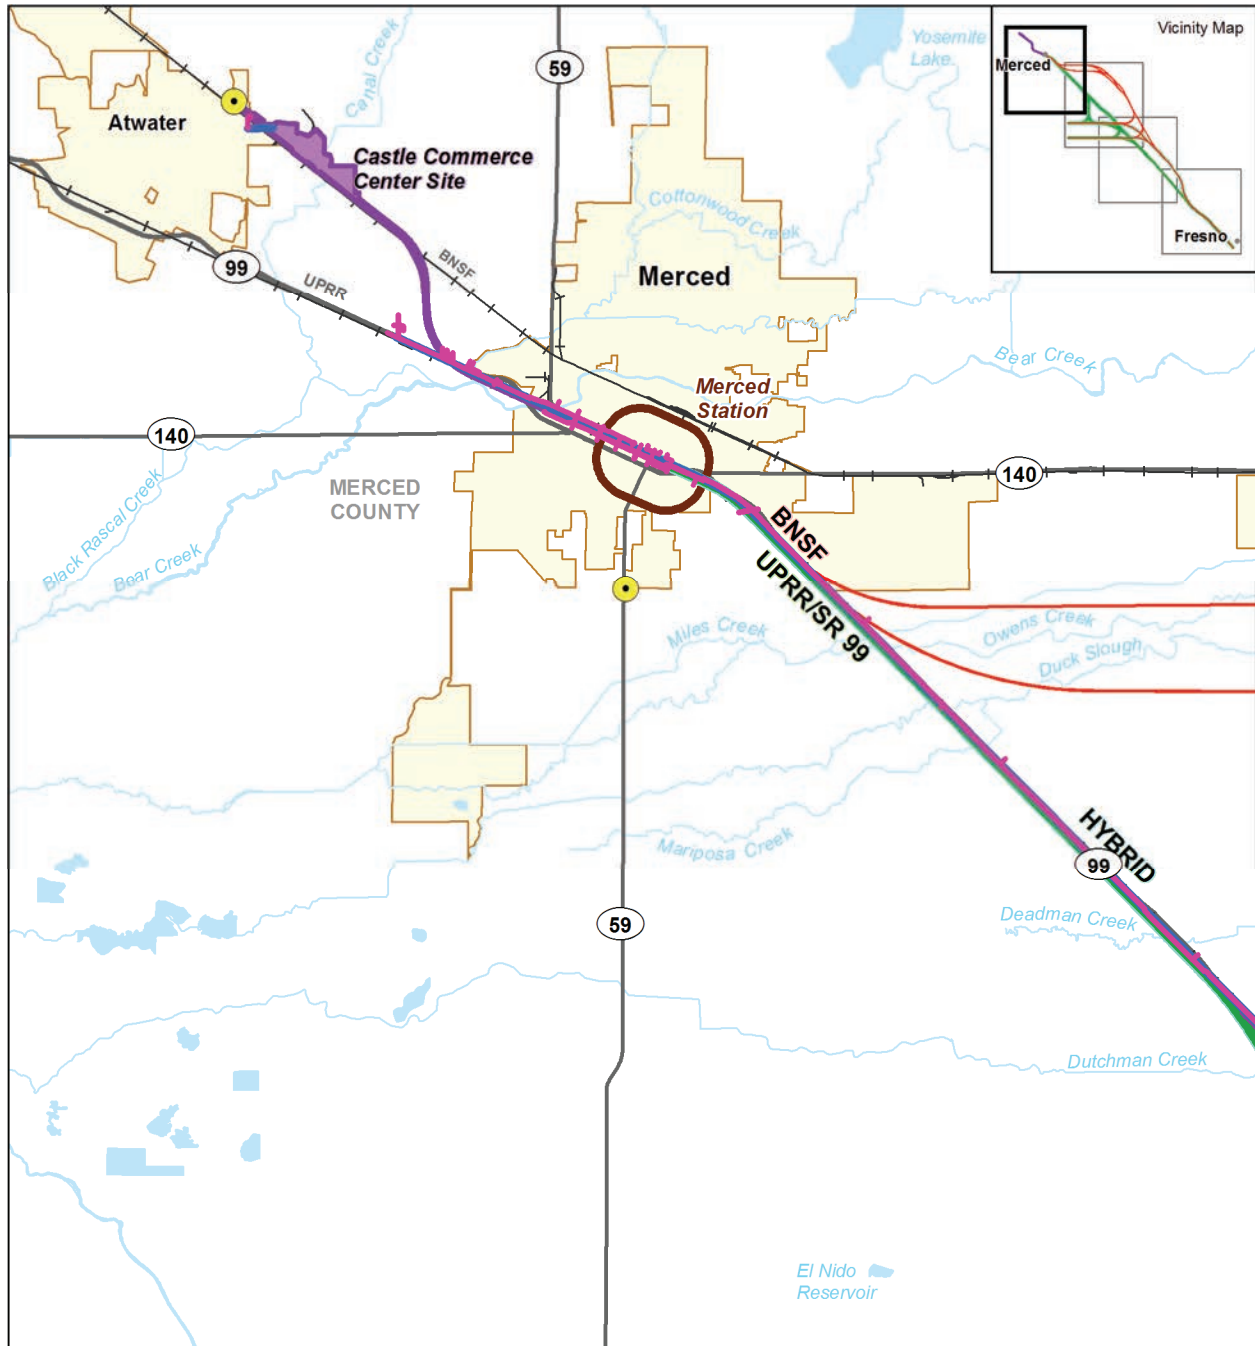 Canal Creek
59
Yosemite
Lake.
Vicinity Map
Merced
Fresno
Atwater
Castle Commerce
Center Site
Cottonwood Creek
99
UPRR
BNSF
Merced
Bear Creek
Merced
Station
140
140
MERCED
COUNTY
Black Rascal Creek
Bear Creek
BNSF
UPRR/SR 99
Miles Creek
Owens Creek
Duck Slough
Mariposa Creek
HYBRID
99
59
Deadman Creek
Dutchman Creek
El Nido
Reservoir